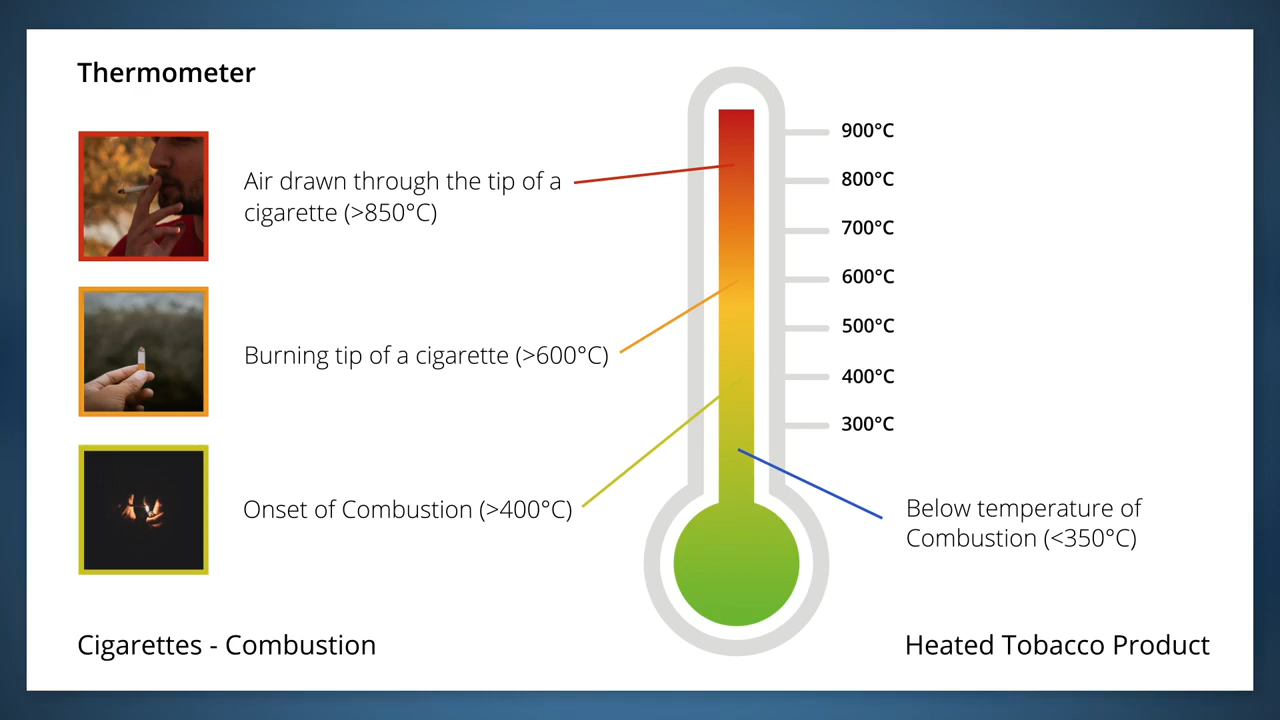 Thermometer
Air drawn through the tip of a
cigarette (>850°C)
Burning tip of a cigarette (>600°C)
Onset of Combustion (>400°C)
Cigarettes - Combustion
900°C
800°C
700°C
600°C
500°C
400°C
300°C
Below temperature of
Combustion (<350°C)
Heated Tobacco Product